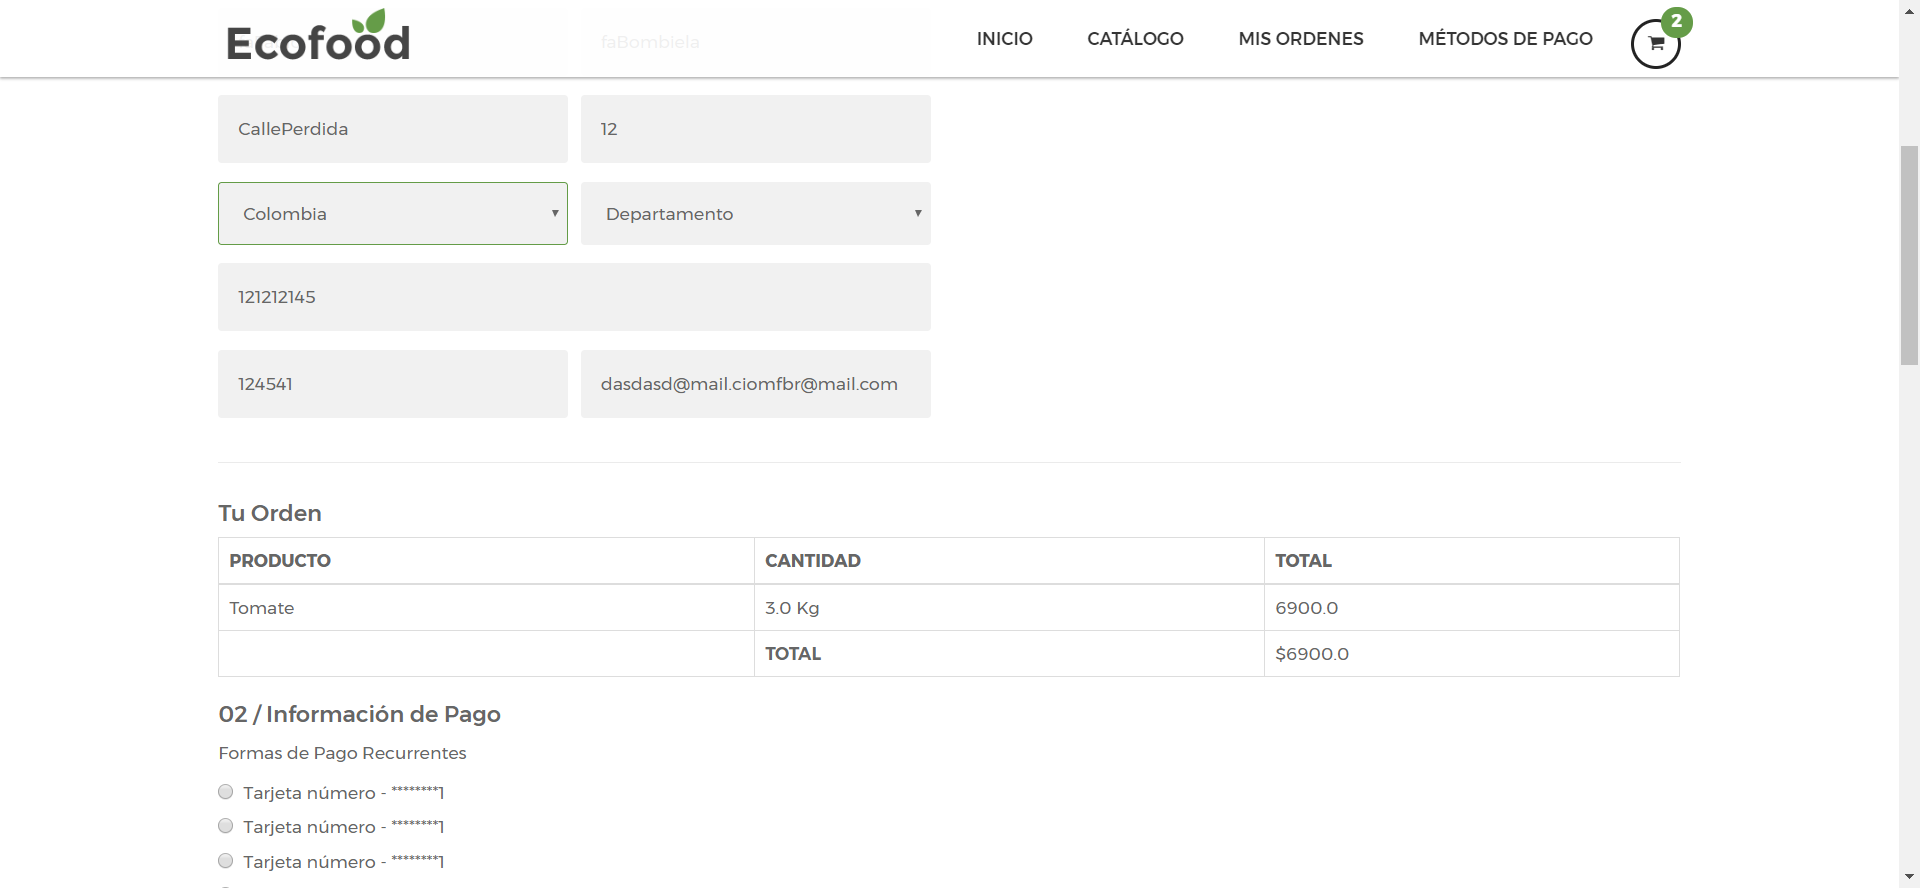 Ecofood
faBombiela
INICIO
CATÁLOGO
MIS ORDENES
MÉTODOS DE PAGO
2
CallePerdida
12
Colombia
Departamento
121212145
124541
dasdasd@mail.ciomfbr@mail.com
Tu Orden
PRODUCTO CANTIDAD TOTAL
Tomate 3.0 Kg 6900.0
TOTAL $6900.0
02 / Información de Pago
Formas de Pago Recurrentes
Tarjeta número - ********1
Tarjeta número - ********1
Tarjeta número - ********1